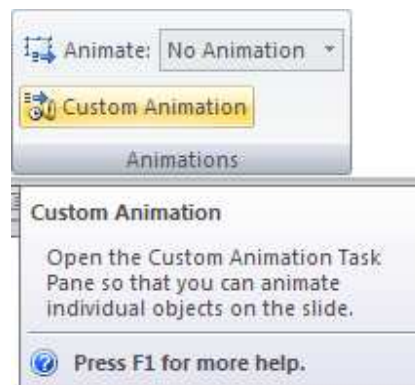 Animate: No Animation
Custom Animation
Animations
Custom Animation
Open the Custom Animation Task
Pane so that you can animate
individual objects on the slide.
Press F1 for more help.